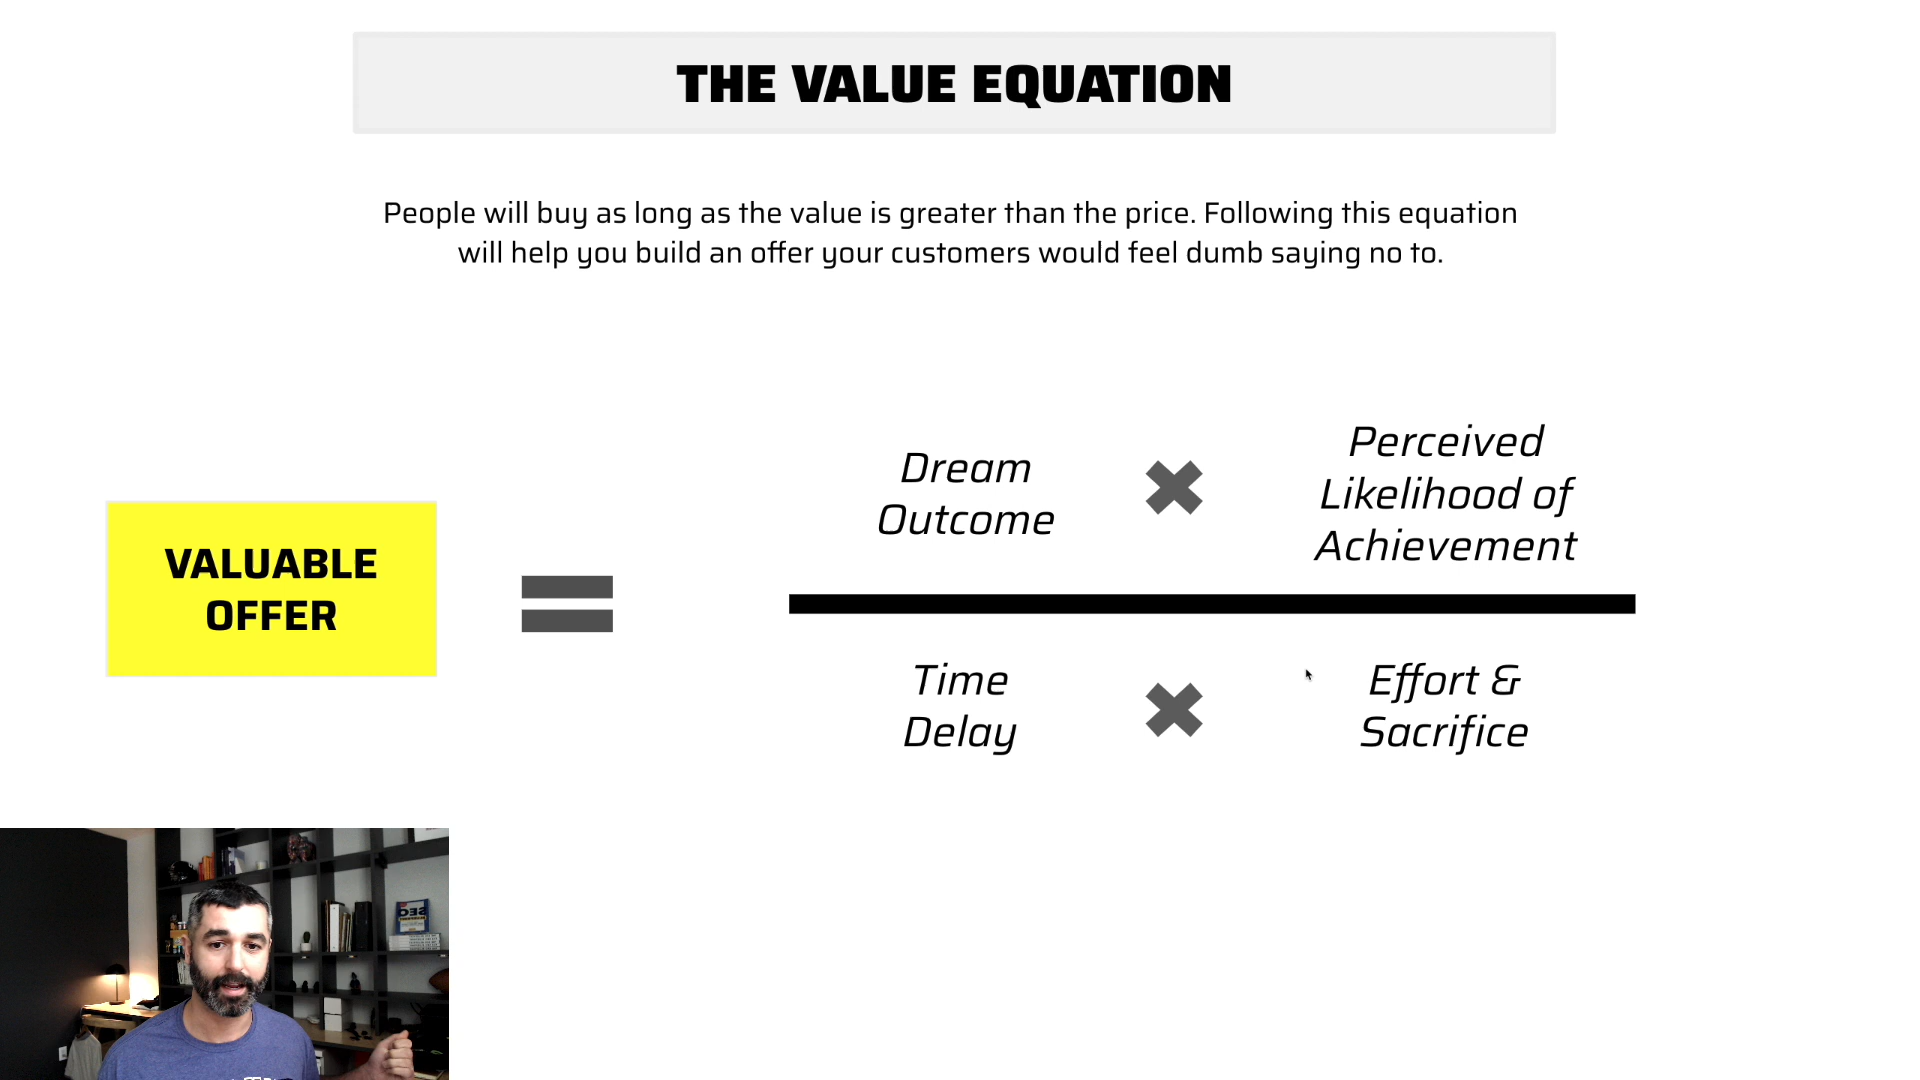 THE VALUE EQUATION
People will buy as long as the value is greater than the price. Following this equation
will help you build an offer your customers would feel dumb saying no to.
VALUABLE
OFFER
=
Dream
Outcome
✖
Perceived
Likelihood of
Achievement
Time
Delay
✖
Effort &
Sacrifice
SEO